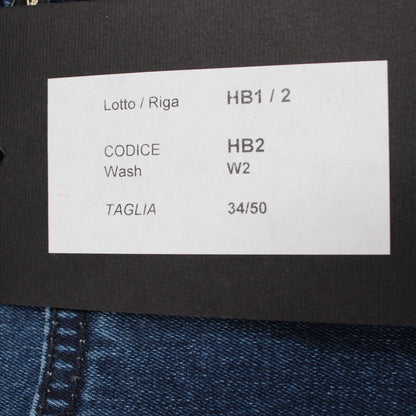 Lotto / Riga HB1 / 2
CODICE HB2
Wash W2
TAGLIA 34/50